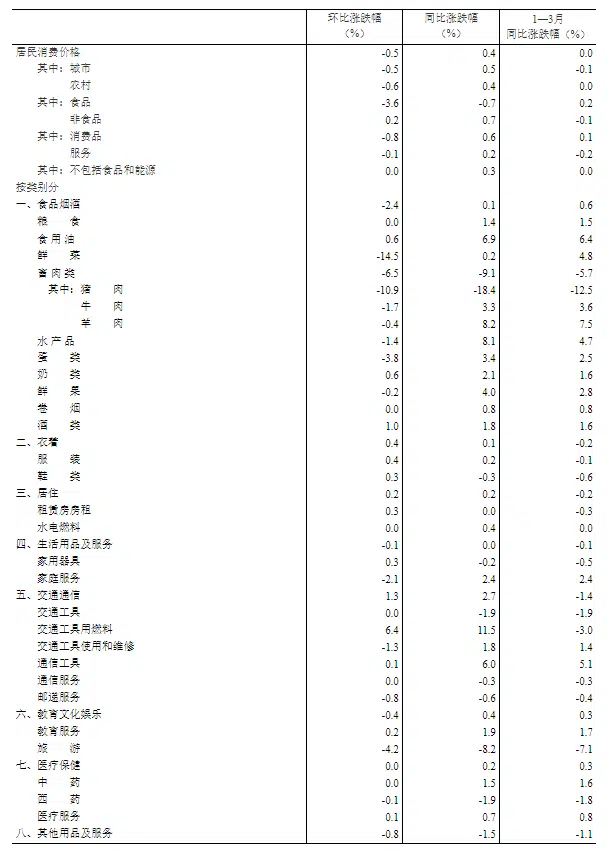 环比涨跌幅 同比涨跌幅 1—3月
（%） （%） 同比涨跌幅（%）
居民消费价格 -0.5 0.4 0.0
其中：城市 -0.5 0.5 -0.1
农村 -0.6 0.4 0.0
其中：食品 -3.6 -0.7 0.2
非食品 0.2 0.7 -0.1
其中：消费品 -0.8 0.6 0.1
服务 -0.1 0.2 -0.2
其中：不包括食品和能源 0.0 0.3 0.0
按类别分
一、食品烟酒 -2.4 0.1 0.6
粮 食 0.0 1.4 1.5
食 用 油 0.6 6.9 6.4
鲜 菜 -14.5 0.2 4.8
畜 肉 类 -6.5 -9.1 -5.7
其中：猪 肉 -10.9 -18.4 -12.5
牛 肉 -1.7 3.3 3.6
羊 肉 -0.4 8.2 7.5
水 产 品 -1.4 8.1 4.7
蛋 类 -3.8 3.4 2.5
奶 类 0.6 2.1 1.6
鲜 果 -0.2 4.0 2.8
卷 烟 0.0 0.8 0.8
酒 类 1.0 1.8 1.6
二、衣着 0.4 0.1 -0.2
服 装 0.4 0.2 -0.1
鞋 类 0.3 -0.3 -0.6
三、居住 0.2 0.2 -0.2
租赁房房租 0.3 0.0 -0.3
水电燃料 0.0 0.4 0.0
四、生活用品及服务 -0.1 0.0 -0.1
家用器具 0.3 -0.2 -0.5
家庭服务 -2.1 2.4 2.4
五、交通通信 1.3 2.7 -1.4
交通工具 0.0 -1.9 -1.9
交通工具用燃料 6.4 11.5 -3.0
交通工具使用和维修 -1.3 1.8 1.4
通信工具 0.1 6.0 5.1
通信服务 0.0 -0.3 -0.3
邮递服务 -0.8 -0.6 -0.4
六、教育文化娱乐 -0.4 0.4 0.3
教育服务 0.2 1.9 1.7
旅 游 -4.2 -8.2 -7.1
七、医疗保健 0.0 0.2 0.3
中 药 0.0 1.5 1.6
西 药 -0.1 -1.9 -1.8
医疗服务 0.1 0.7 0.8
八、其他用品及服务 -0.8 -1.5 -1.1